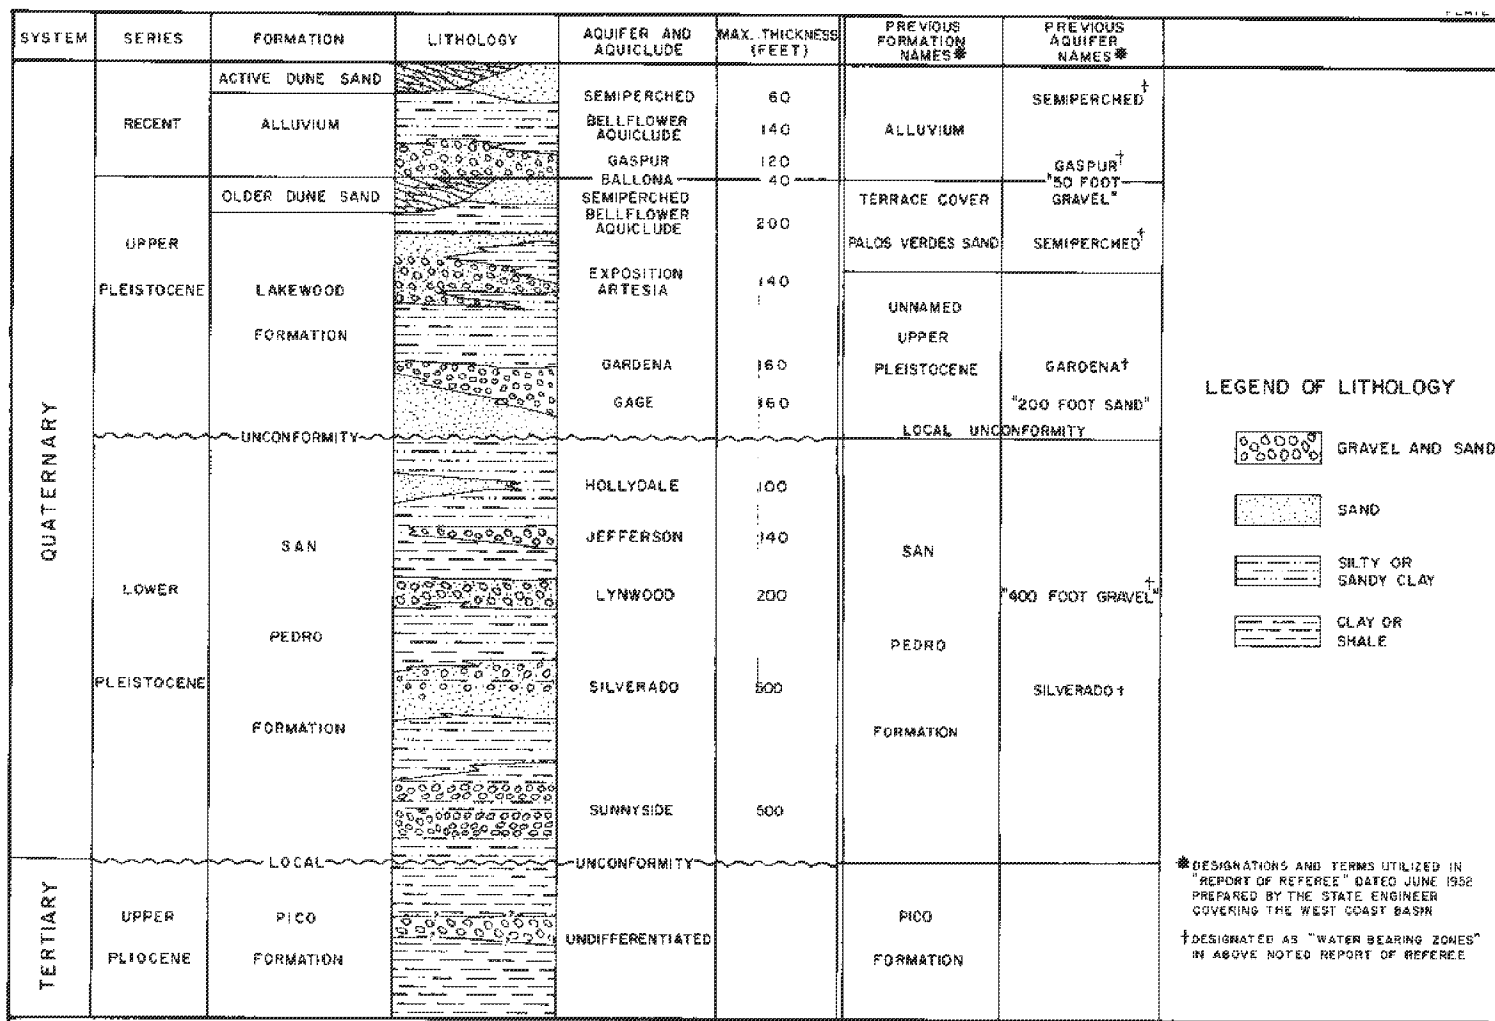 SYSTEM
SERIES
FORMATION
LITHOLOGY
AQUIFER AND
AQUICLUDE
MAX. THICKNESS
(FEET)
PREVIOUS
FORMATION
NAMES*
PREVIOUS
AQUIFER
NAMES*
QUATERNARY
RECENT
ACTIVE DUNE SAND
ALLUVIUM
SEMIPERCHED
60
BELLFLOWER
AQUICLUDE
140
GASPUR
120
BALLONA
40
ALLUVIUM
SEMIPERCHED†
GASPUR†
"50 FOOT
GRAVEL"
UPPER
PLEISTOCENE
OLDER DUNE SAND
LAKEWOOD
FORMATION
SEMIPERCHED
BELLFLOWER
AQUICLUDE
200
EXPOSITION
ARTESIA
140
GARDENA
160
GAGE
160
TERRACE COVER
PALOS VERDES SAND
SEMIPERCHED†
UNNAMED
UPPER
PLEISTOCENE
GARDENA†
"200 FOOT SAND"
UNCONFORMITY
LOCAL UNCONFORMITY
LOWER
PLEISTOCENE
SAN
PEDRO
FORMATION
HOLLYDALE
100
JEFFERSON
140
LYNWOOD
200
SILVERADO
500
SUNNYSIDE
500
SAN
PEDRO
FORMATION
"400 FOOT GRAVEL"†
SILVERADO†
LOCAL
UNCONFORMITY
TERTIARY
UPPER
PLIOCENE
PICO
FORMATION
UNDIFFERENTIATED
PICO
FORMATION
LEGEND OF LITHOLOGY
GRAVEL AND SAND
SAND
SILTY OR
SANDY CLAY
CLAY OR
SHALE
* DESIGNATIONS AND TERMS UTILIZED IN
"REPORT OF REFEREE" DATED JUNE 1952
PREPARED BY THE STATE ENGINEER
COVERING THE WEST COAST BASIN
† DESIGNATED AS "WATER BEARING ZONES"
IN ABOVE NOTED REPORT OF REFEREE